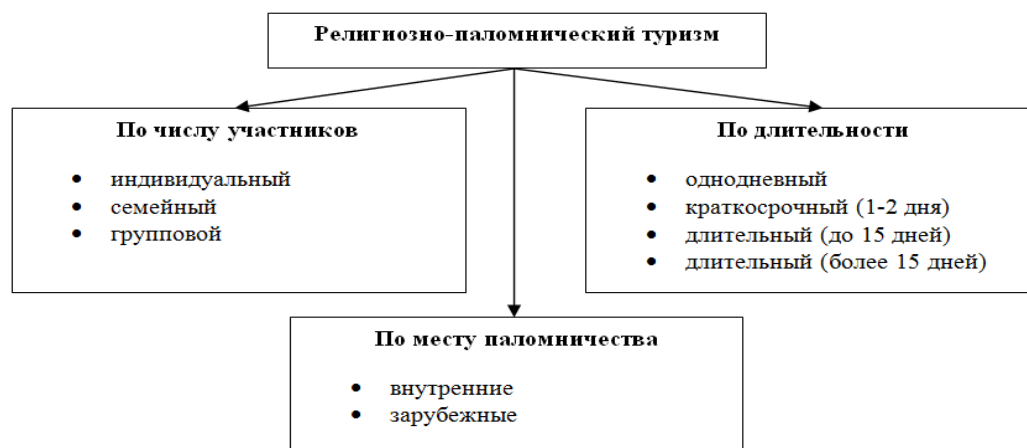 Религиозно-паломнический туризм
По числу участников
• индивидуальный
• семейный
• групповой
По длительности
• однодневный
• краткосрочный (1-2 дня)
• длительный (до 15 дней)
• длительный (более 15 дней)
По месту паломничества
• внутренние
• зарубежные